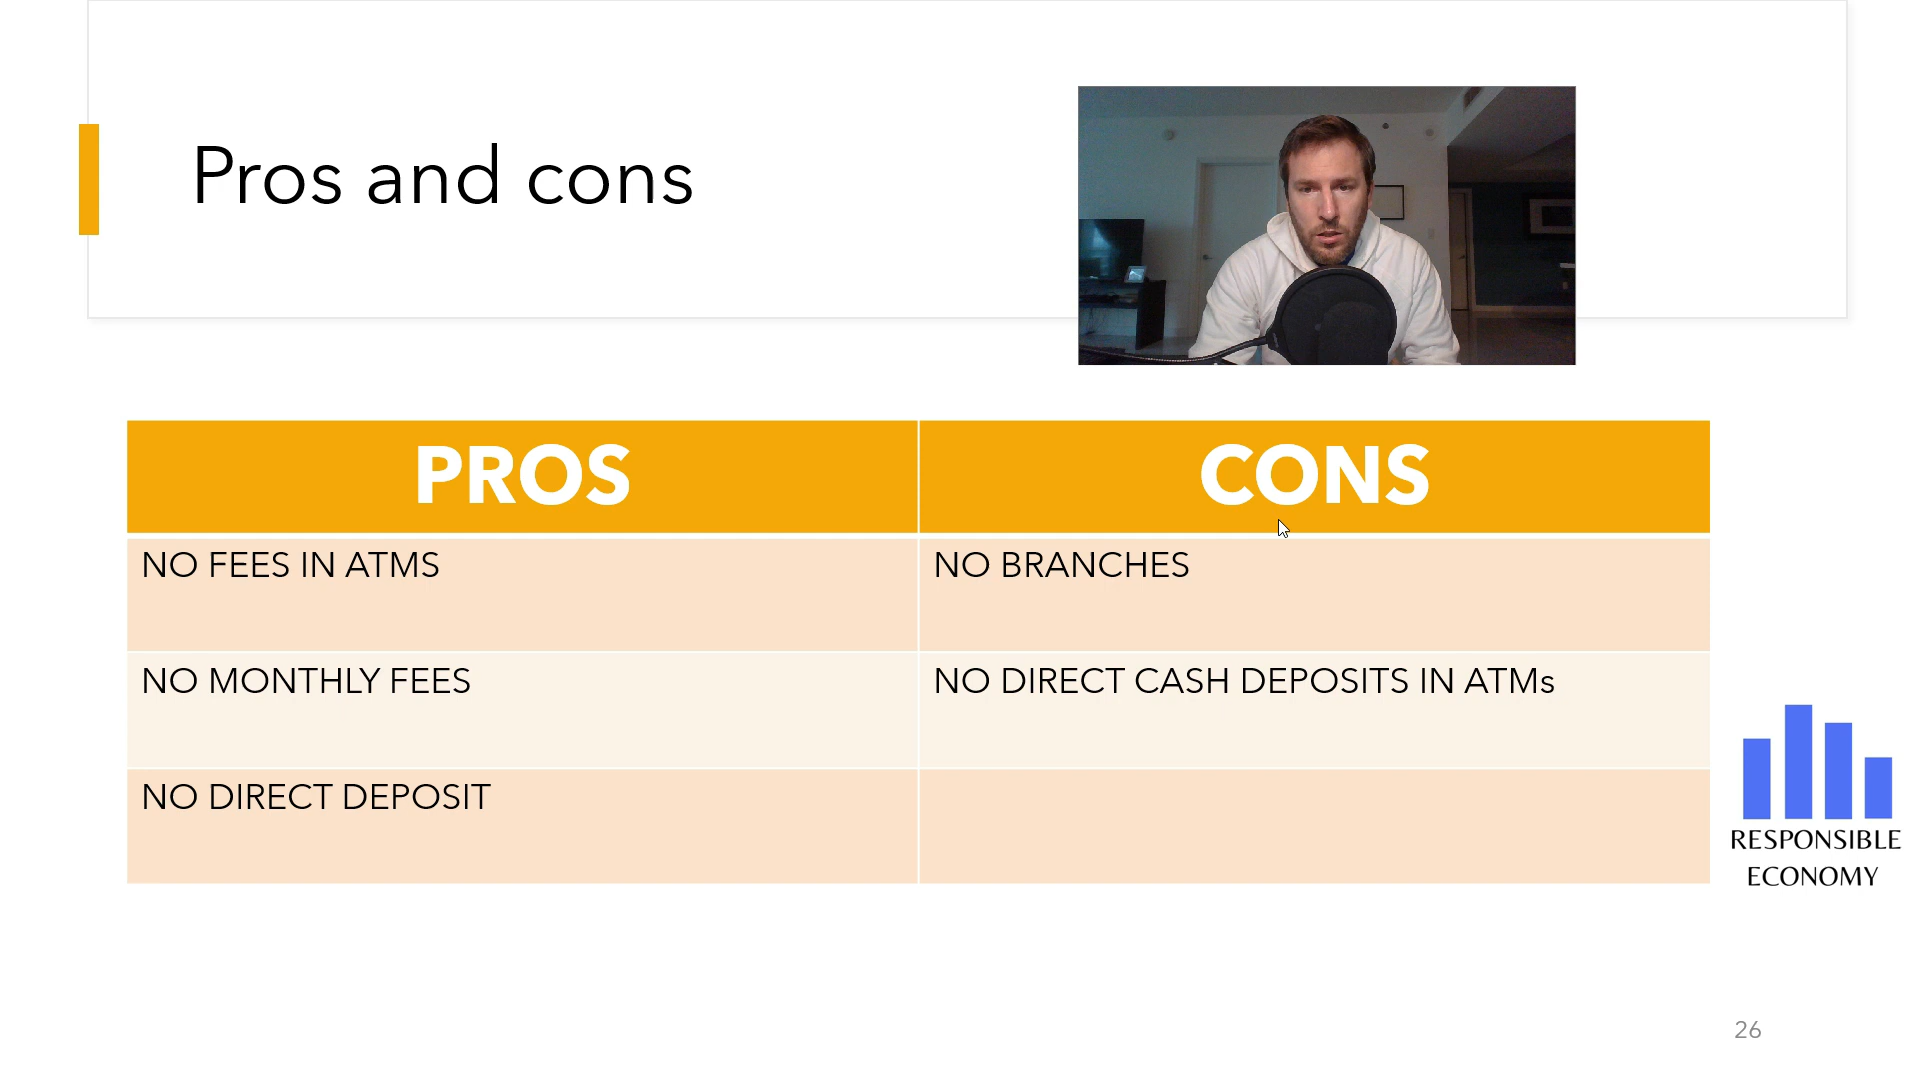 Pros and cons
PROS
CONS
NO FEES IN ATMS
NO BRANCHES
NO MONTHLY FEES
NO DIRECT CASH DEPOSITS IN ATMs
NO DIRECT DEPOSIT
RESPONSIBLE
ECONOMY
26